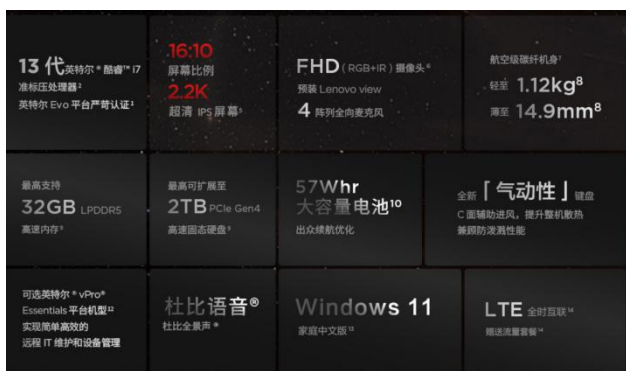 13 代英特尔® 酷睿™ i7
准标压处理器²
英特尔 Evo 平台严苛认证¹
16:10
屏幕比例
2.2K
超清 IPS 屏幕⁵
FHD（RGB+IR）摄像头⁶
预装 Lenovo view
4 阵列全向麦克风
航空级碳纤机身⁷
轻至 1.12kg⁸
薄至 14.9mm⁸
最高支持
32GB LPDDR5
高速内存⁹
最高可扩展至
2TB PCIe Gen4
高速固态硬盘⁹
57Whr
大容量电池¹⁰
出众续航优化
全新「气动性」键盘
C 面辅助进风，提升整机散热
兼顾防泼溅性能
可选英特尔® vPro®
Essentials 平台机型¹²
实现简单高效的
远程 IT 维护和设备管理
杜比语音®
杜比全景声®
Windows 11
家庭中文版¹³
LTE 全时互联¹⁴
赠送流量套餐¹⁴